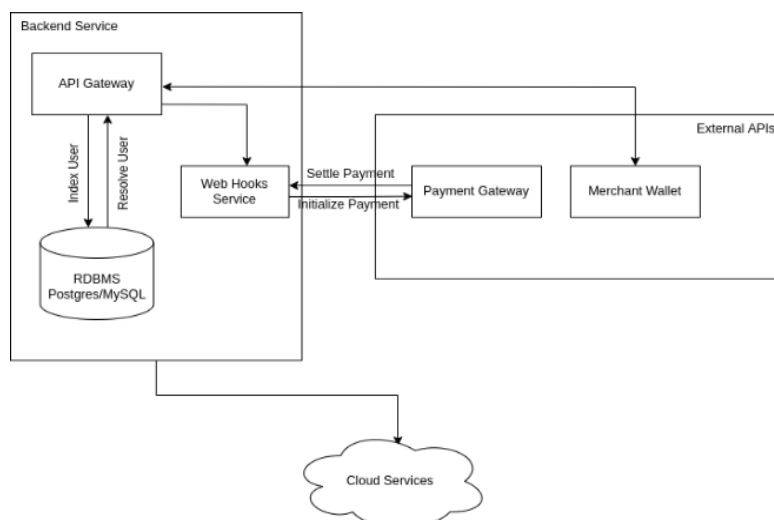 Backend Service
API Gateway
External APIs
Index User
Resolve User
Web Hooks
Service
Settle Payment
Initialize Payment
Payment Gateway
Merchant Wallet
RDBMS
Postgres/MySQL
Cloud Services